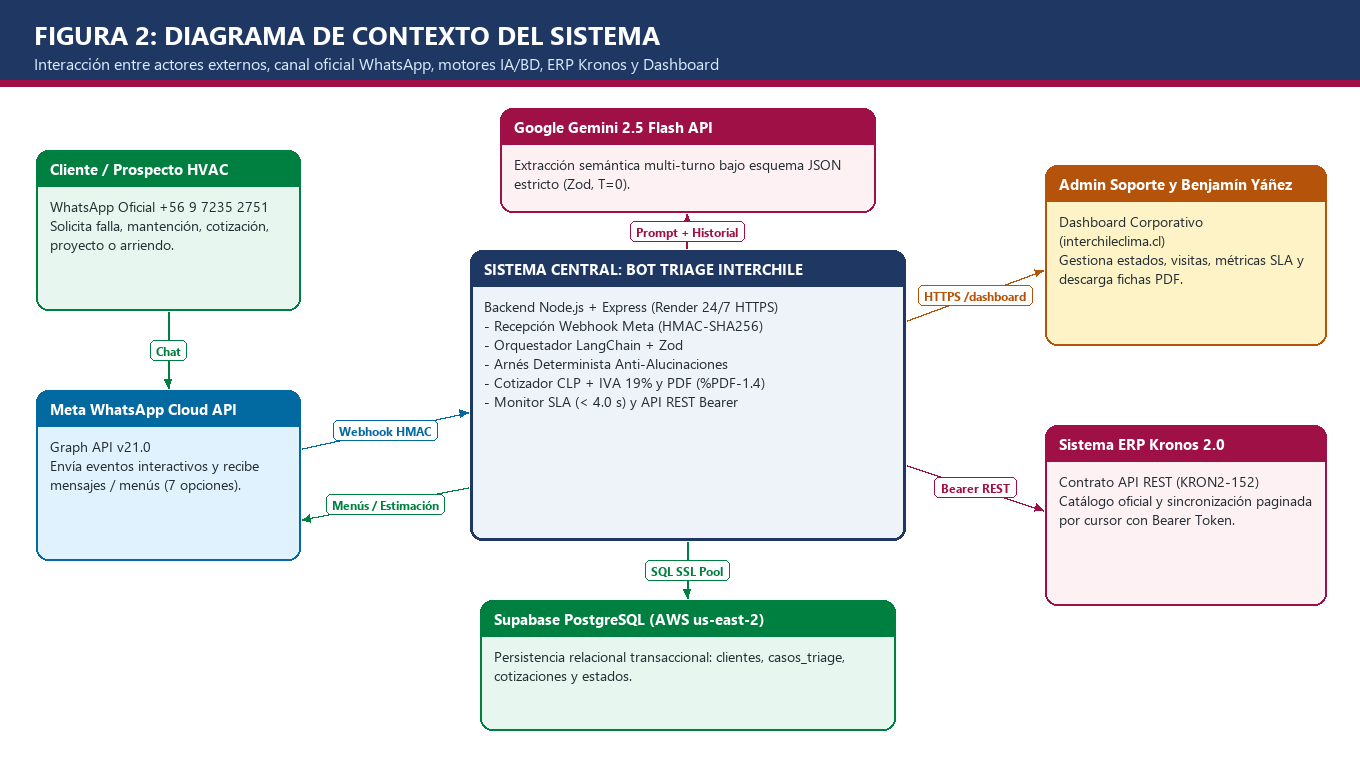 FIGURA 2: DIAGRAMA DE CONTEXTO DEL SISTEMA
Interacción entre actores externos, canal oficial WhatsApp, motores IA/BD, ERP Kronos y Dashboard
Google Gemini 2.5 Flash API
Extracción semántica multi-turno bajo esquema JSON
estricto (Zod, T=0).
Cliente / Prospecto HVAC
WhatsApp Oficial +56 9 7235 2751
Solicita falla, mantención, cotización,
proyecto o arriendo.
Admin Soporte y Benjamín Yáñez
Dashboard Corporativo
(interchileclima.cl)
Gestiona estados, visitas, métricas SLA y
descarga fichas PDF.
Prompt + Historial
SISTEMA CENTRAL: BOT TRIAGE INTERCHILE
Backend Node.js + Express (Render 24/7 HTTPS)
- Recepción Webhook Meta (HMAC-SHA256)
- Orquestador LangChain + Zod
- Arnés Determinista Anti-Alucinaciones
- Cotizador CLP + IVA 19% y PDF (%PDF-1.4)
- Monitor SLA (< 4.0 s) y API REST Bearer
HTTPS /dashboard
Chat
Meta WhatsApp Cloud API
Graph API v21.0
Envía eventos interactivos y recibe
mensajes / menús (7 opciones).
Webhook HMAC
Menús / Estimación
Sistema ERP Kronos 2.0
Contrato API REST (KRON2-152)
Catálogo oficial y sincronización paginada
por cursor con Bearer Token.
Bearer REST
SQL SSL Pool
Supabase PostgreSQL (AWS us-east-2)
Persistencia relacional transaccional: clientes, casos_triage,
cotizaciones y estados.